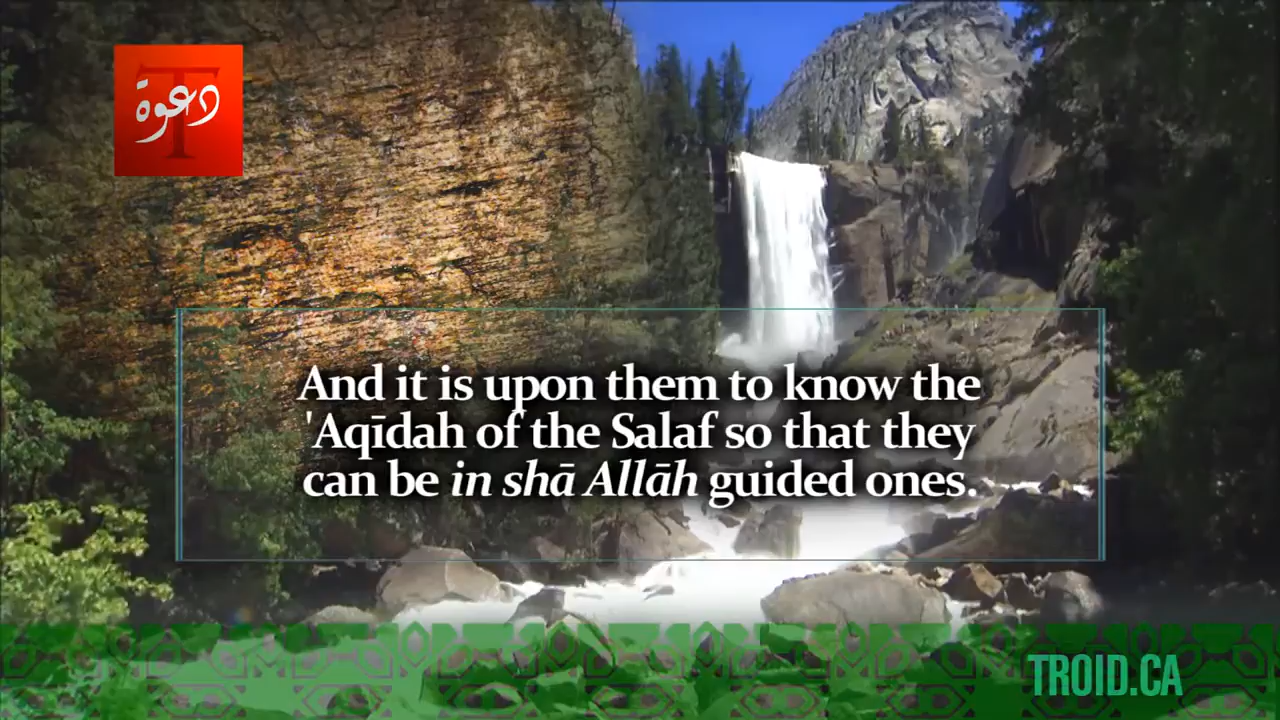 T
دعوة
And it is upon them to know the
'Aqīdah of the Salaf so that they
can be in shā Allāh guided ones.
TROID.CA